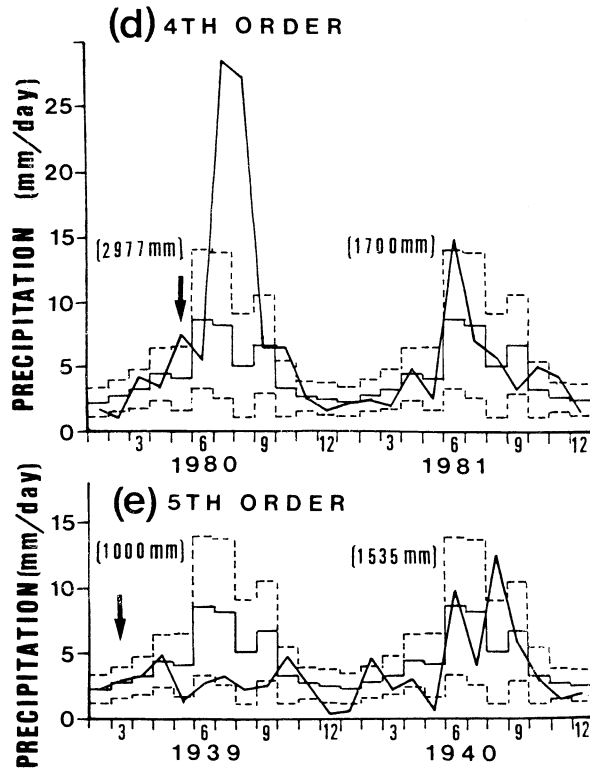 (d) 4TH ORDER
PRECIPITATION (mm/day)
25
20
15
10
5
0
(2977mm)
(1700mm)
3 6 9 12 3 6 9 12
1980 1981
(e) 5TH ORDER
PRECIPITATION (mm/day)
15
10
5
0
(1000mm)
(1535mm)
3 6 9 12 3 6 9 12
1939 1940